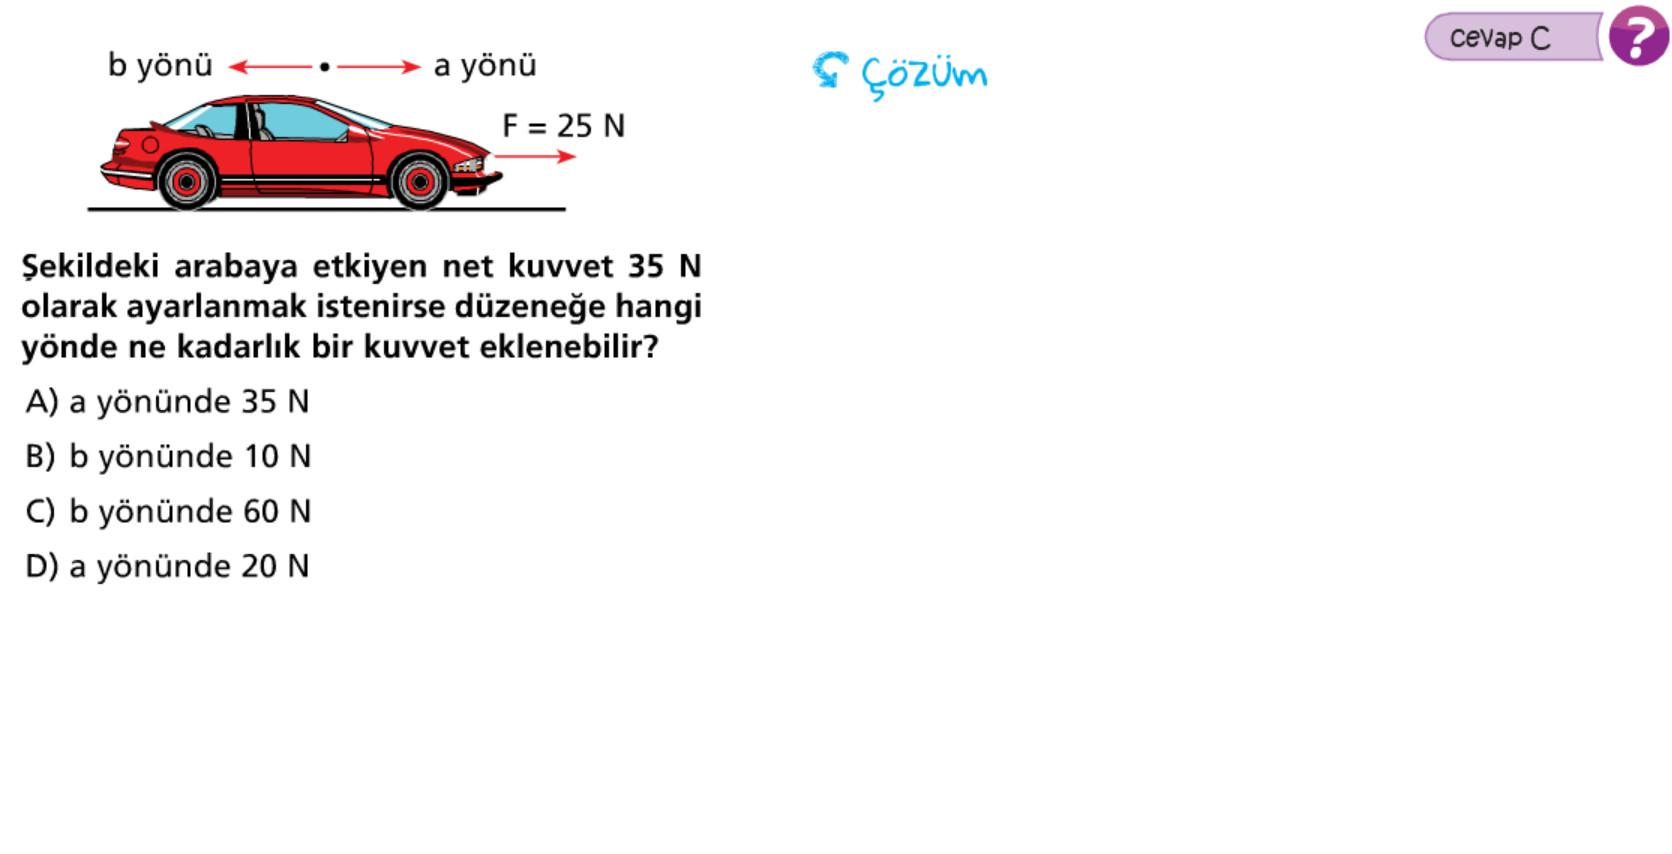 b yönü
a yönü
F = 25 N
Şekildeki arabaya etkiyen net kuvvet 35 N
olarak ayarlanmak istenirse düzeneğe hangi
yönde ne kadarlık bir kuvvet eklenebilir?
A) a yönünde 35 N
B) b yönünde 10 N
C) b yönünde 60 N
D) a yönünde 20 N
Çözüm
Cevap C
?